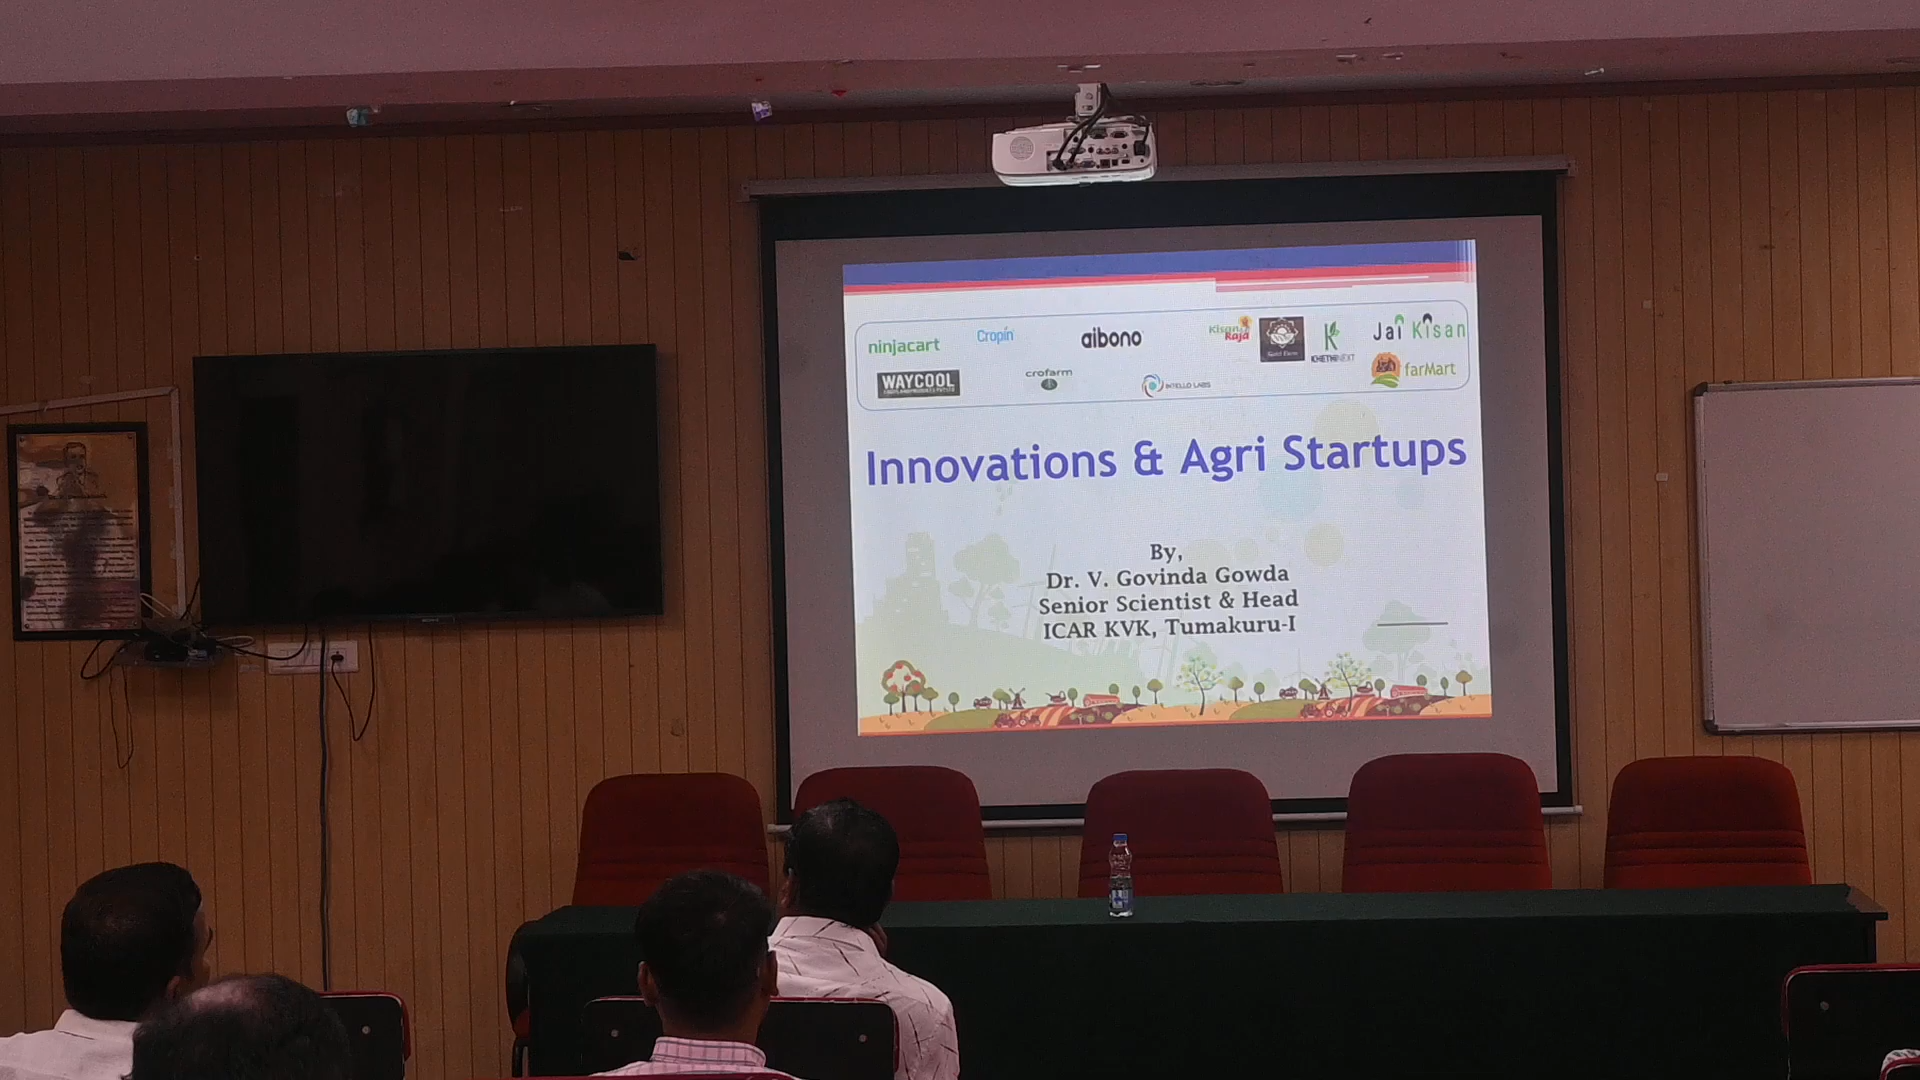 ninjacart
Cropin
aibono
Kisan
Raja
KHETHINEXT
Jai Kisan
WAYCOOL
crofarm
INTELLO LABS
farMart
Innovations & Agri Startups
By,
Dr. V. Govinda Gowda
Senior Scientist & Head
ICAR KVK, Tumakuru-I